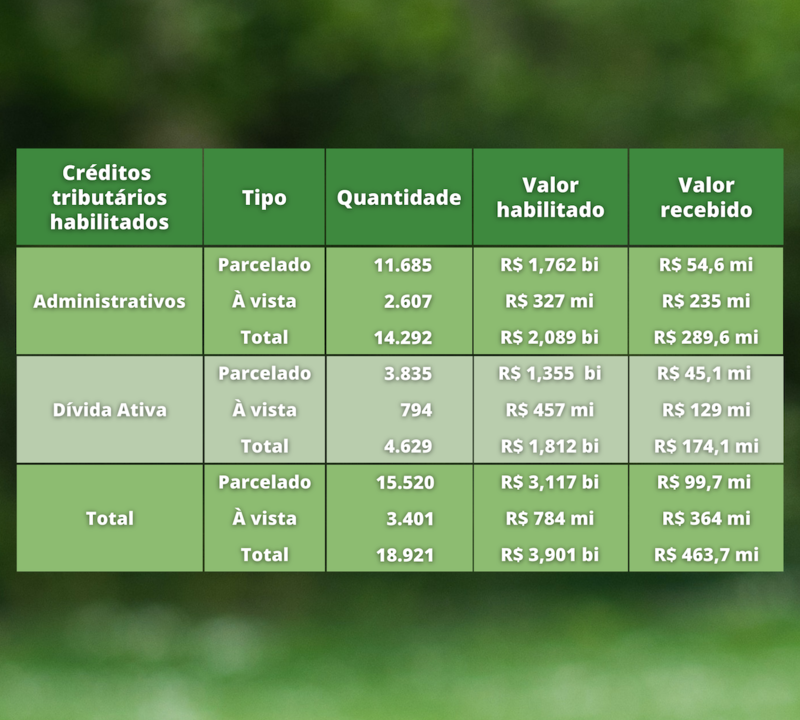 Créditos tributários habilitados | Tipo | Quantidade | Valor habilitado | Valor recebido
Administrativos | Parcelado | 11.685 | R$ 1,762 bi | R$ 54,6 mi
À vista | 2.607 | R$ 327 mi | R$ 235 mi
Total | 14.292 | R$ 2,089 bi | R$ 289,6 mi
Dívida Ativa | Parcelado | 3.835 | R$ 1,355 bi | R$ 45,1 mi
À vista | 794 | R$ 457 mi | R$ 129 mi
Total | 4.629 | R$ 1,812 bi | R$ 174,1 mi
Total | Parcelado | 15.520 | R$ 3,117 bi | R$ 99,7 mi
À vista | 3.401 | R$ 784 mi | R$ 364 mi
Total | 18.921 | R$ 3,901 bi | R$ 463,7 mi